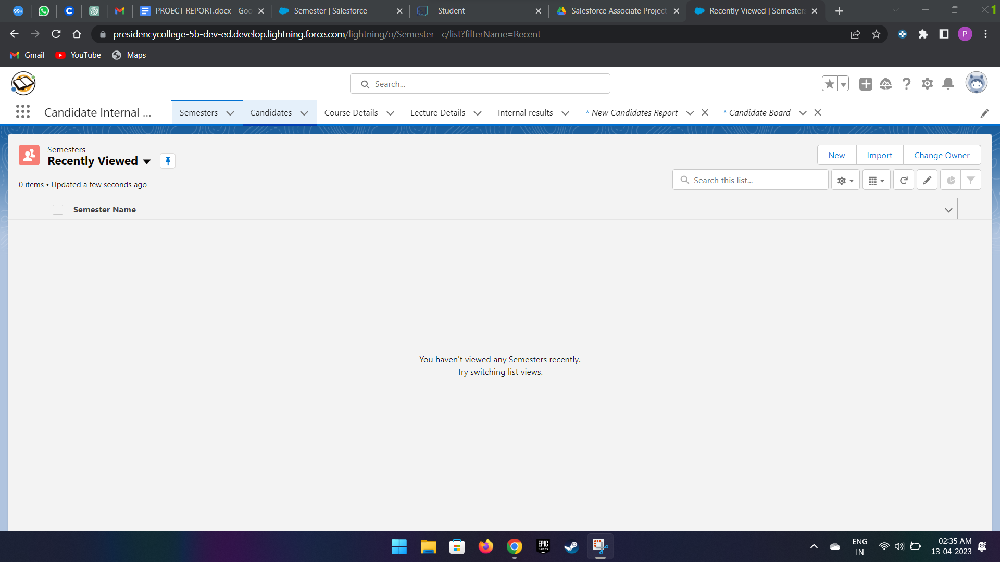 99+
PROECT REPORT.docx - Goo
Semester | Salesforce
- Student
Salesforce Associate Project
Recently Viewed | Semesters
1
presidencycollege-5b-dev-ed.develop.lightning.force.com/lightning/o/Semester__c/list?filterName=Recent
P
Gmail
YouTube
Maps
Search...
Candidate Internal ...
Semesters
Candidates
Course Details
Lecture Details
Internal results
* New Candidates Report
* Candidate Board
Semesters
Recently Viewed
New
Import
Change Owner
0 items • Updated a few seconds ago
Search this list...
Semester Name
You haven't viewed any Semesters recently.
Try switching list views.
EPIC
GAMES
ENG
IN
02:35 AM
13-04-2023